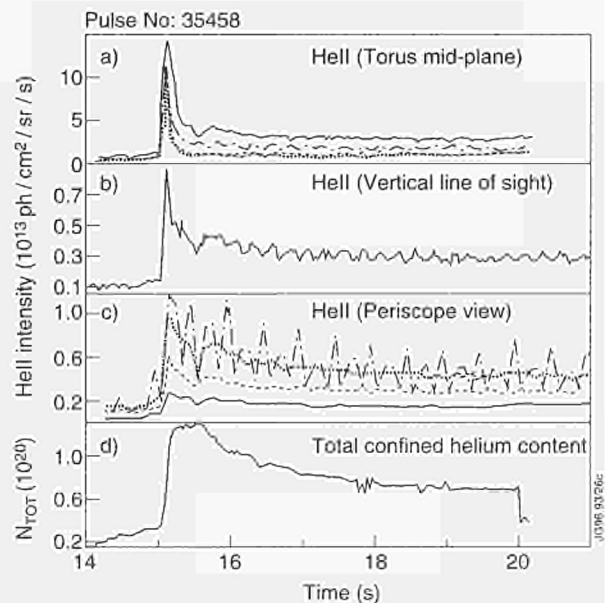 Pulse No: 35458
a) HeII (Torus mid-plane)
10
5
0
b) HeII (Vertical line of sight)
0.7
0.5
0.3
0.1
HeII intensity (10¹³ ph / cm² / sr / s)
c) HeII (Periscope view)
1.0
0.6
0.2
d) Total confined helium content
N_TOT (10²⁰)
1.0
0.6
0.2
14 16 18 20
Time (s)
JG96.93/26c